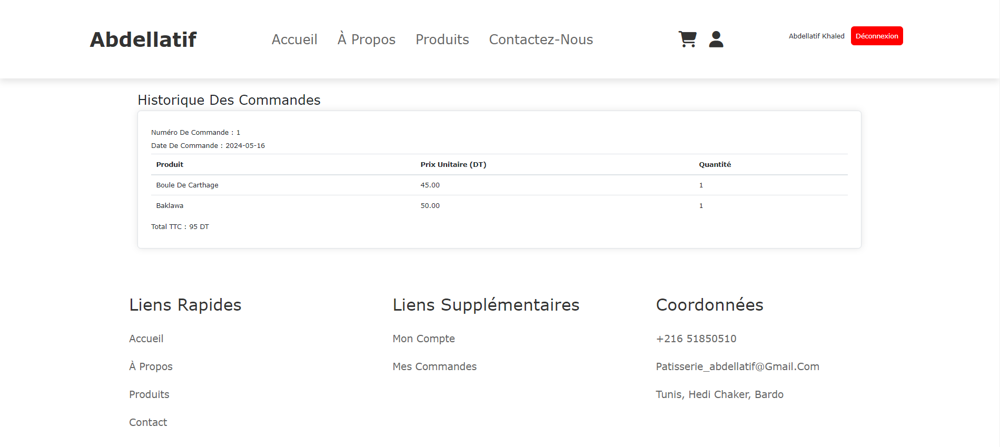 Abdellatif
Accueil À Propos Produits Contactez-Nous
Abdellatif Khaled Déconnexion
Historique Des Commandes
Numéro De Commande : 1
Date De Commande : 2024-05-16
Produit Prix Unitaire (DT) Quantité
Boule De Carthage 45.00 1
Baklawa 50.00 1
Total TTC : 95 DT
Liens Rapides
Accueil
À Propos
Produits
Contact
Liens Supplémentaires
Mon Compte
Mes Commandes
Coordonnées
+216 51850510
Patisserie_abdellatif@Gmail.Com
Tunis, Hedi Chaker, Bardo